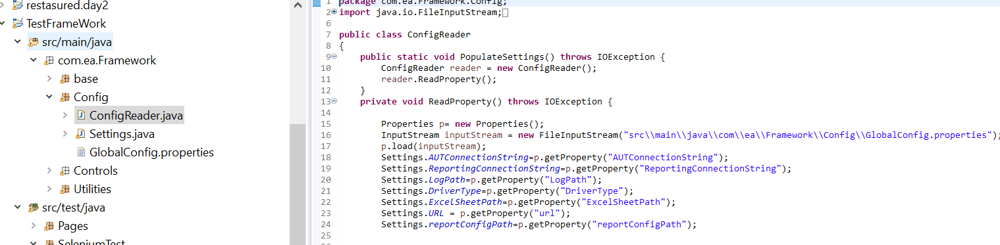 restasured.day2
TestFrameWork
src/main/java
com.ea.Framework
base
Config
ConfigReader.java
Settings.java
GlobalConfig.properties
Controls
Utilities
src/test/java
Pages
SeleniumTest
1 package com.ea.Framework.Config;
2 import java.io.FileInputStream;
6
7 public class ConfigReader
8 {
9 public static void PopulateSettings() throws IOException {
10 ConfigReader reader = new ConfigReader();
11 reader.ReadProperty();
12 }
13 private void ReadProperty() throws IOException {
14
15 Properties p= new Properties();
16 InputStream inputStream = new FileInputStream("src\\main\\java\\com\\ea\\Framework\\Config\\GlobalConfig.properties");
17 p.load(inputStream);
18 Settings.AUTConnectionString=p.getProperty("AUTConnectionString");
19 Settings.ReportingConnectionString=p.getProperty("ReportingConnectionString");
20 Settings.LogPath=p.getProperty("LogPath");
21 Settings.DriverType=p.getProperty("DriverType");
22 Settings.ExcelSheetPath=p.getProperty("ExcelSheetPath");
23 Settings.URL = p.getProperty("url");
24 Settings.reportConfigPath=p.getProperty("reportConfigPath");
25